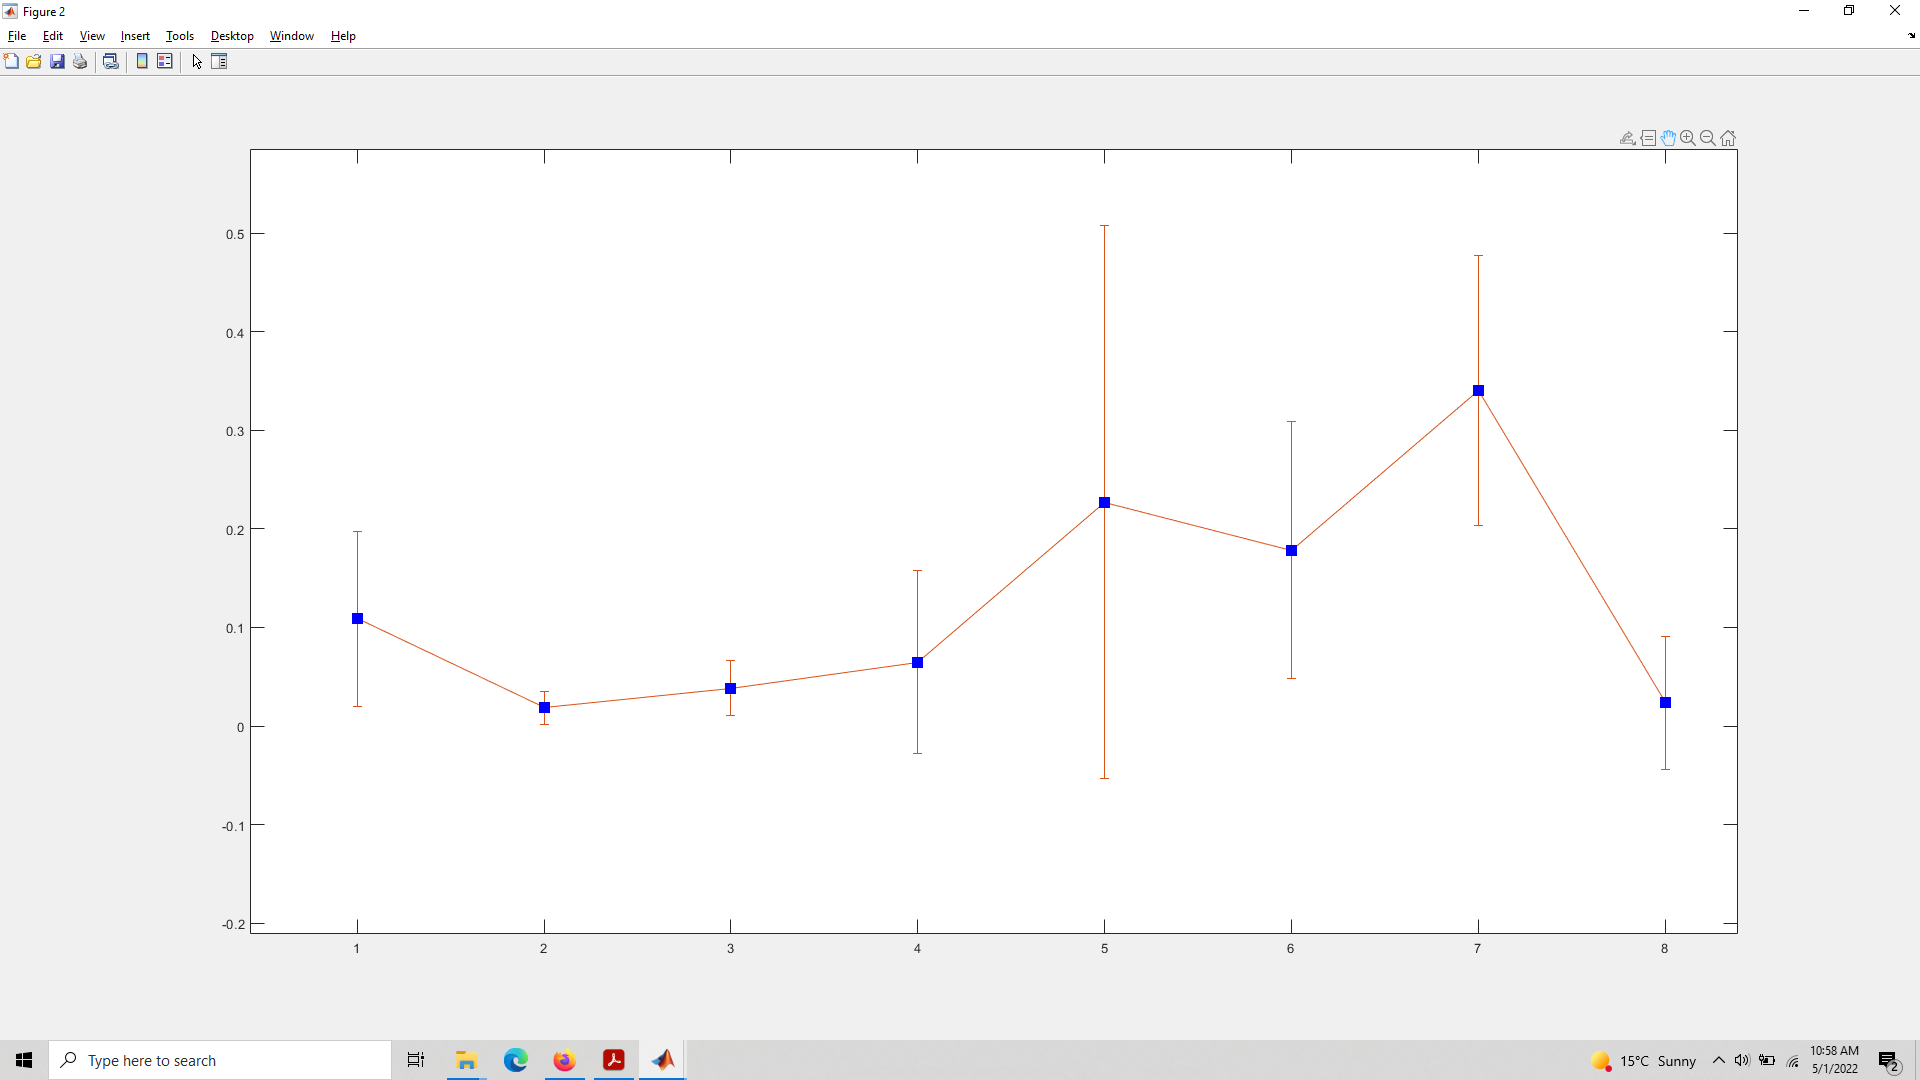 Figure 2
File Edit View Insert Tools Desktop Window Help
0.5
0.4
0.3
0.2
0.1
0
-0.1
-0.2
1 2 3 4 5 6 7 8
Type here to search
15°C Sunny
10:58 AM
5/1/2022
2